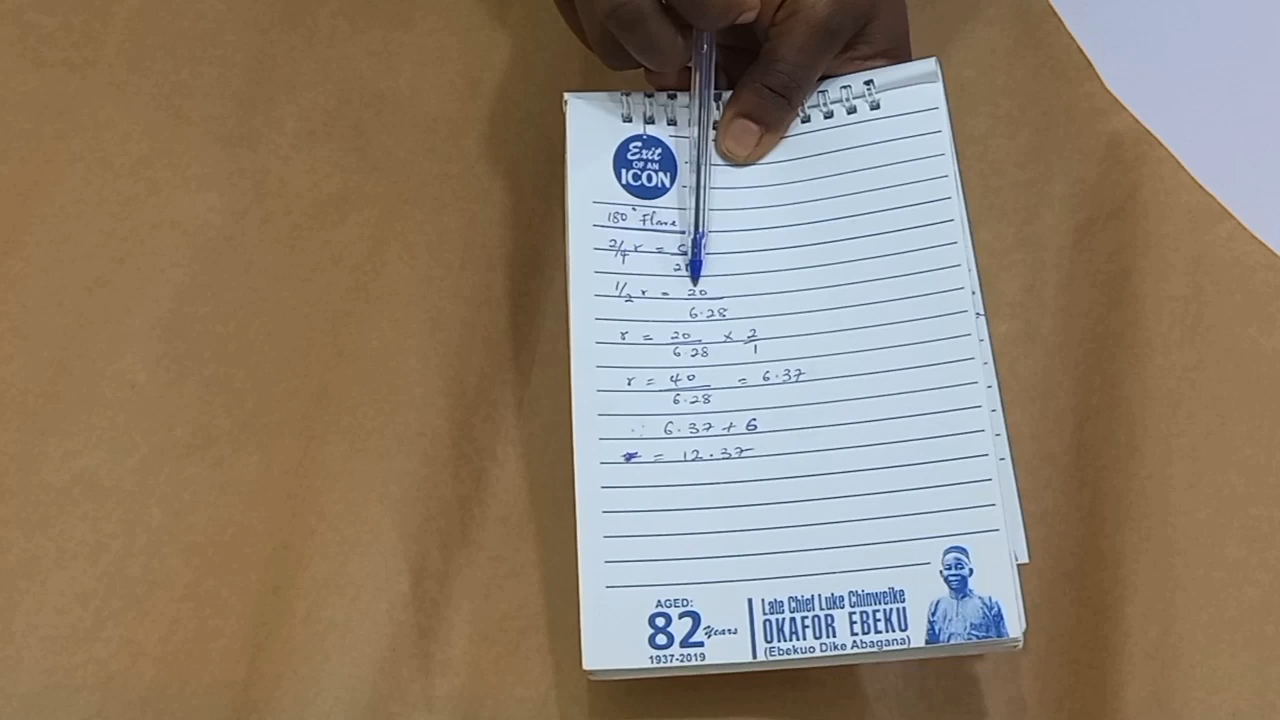 Exit
OF AN
ICON
180° Flare
2/4 r =
1/2 r = 20/6.28
r = 20/6.28 × 2/1
r = 40/6.28 = 6.37
∴ 6.37 + 6
= 12.37
AGED:
82 Years
1937-2019
Late Chief Luke Chinweike
OKAFOR EBEKU
(Ebekuo Dike Abagana)